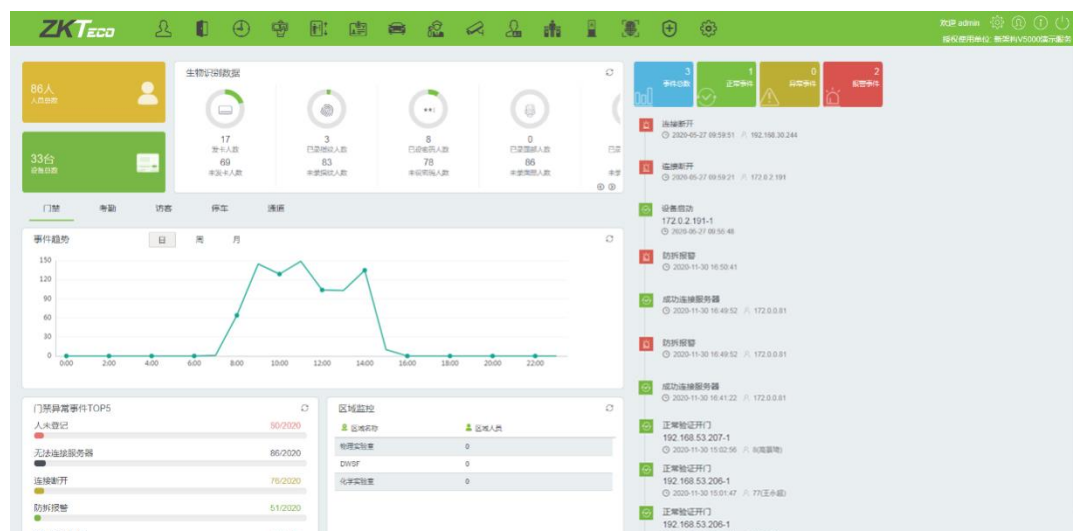 ZKTeco
欢迎 admin
授权使用单位: 新架构V5000演示服务
86人
人员总数
33台
设备总数
生物识别数据
17
发卡人数
69
未发卡人数
3
已录指纹人数
83
未录指纹人数
8
已设密码人数
78
未设密码人数
0
已录面部人数
86
未录面部人数
3
事件总数
1
正常事件
0
异常事件
2
报警事件
门禁 考勤 访客 停车 通道
事件趋势
日 周 月
150
120
90
60
30
0
0:00 2:00 4:00 6:00 8:00 10:00 12:00 14:00 16:00 18:00 20:00 22:00
门禁异常事件TOP5
人未登记 50/2020
无法连接服务器 86/2020
连接断开 76/2020
防拆报警 51/2020
区域监控
区域名称 区域人员
物理实验室 0
DWSF 0
化学实验室 0
连接断开
2020-05-27 09:59:51 192.168.30.244
连接断开
2020-05-27 09:59:21 172.0.2.191
设备启动
172.0.2.191-1
2020-05-27 09:55:48
防拆报警
2020-11-30 16:50:41
成功连接服务器
2020-11-30 16:49:52 172.0.0.81
防拆报警
2020-11-30 16:49:52 172.0.0.81
成功连接服务器
2020-11-30 16:41:22 172.0.0.81
正常验证开门
192.168.53.207-1
2020-11-30 15:02:56
正常验证开门
192.168.53.206-1
2020-11-30 15:01:47
正常验证开门
192.168.53.206-1